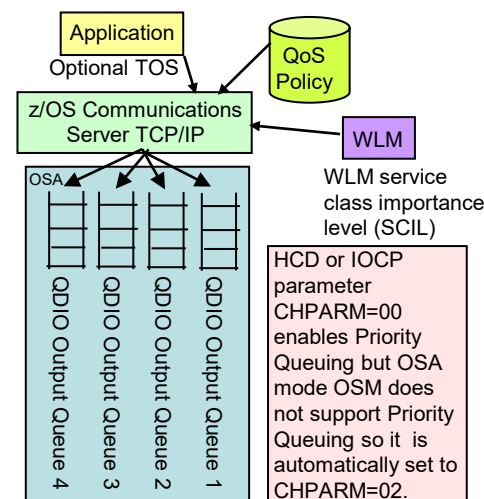 Application
Optional TOS
QoS
Policy
z/OS Communications
Server TCP/IP
WLM
WLM service
class importance
level (SCIL)
OSA
QDIO Output Queue 4
QDIO Output Queue 3
QDIO Output Queue 2
QDIO Output Queue 1
HCD or IOCP
parameter
CHPARM=00
enables Priority
Queuing but OSA
mode OSM does
not support Priority
Queuing so it is
automatically set to
CHPARM=02.